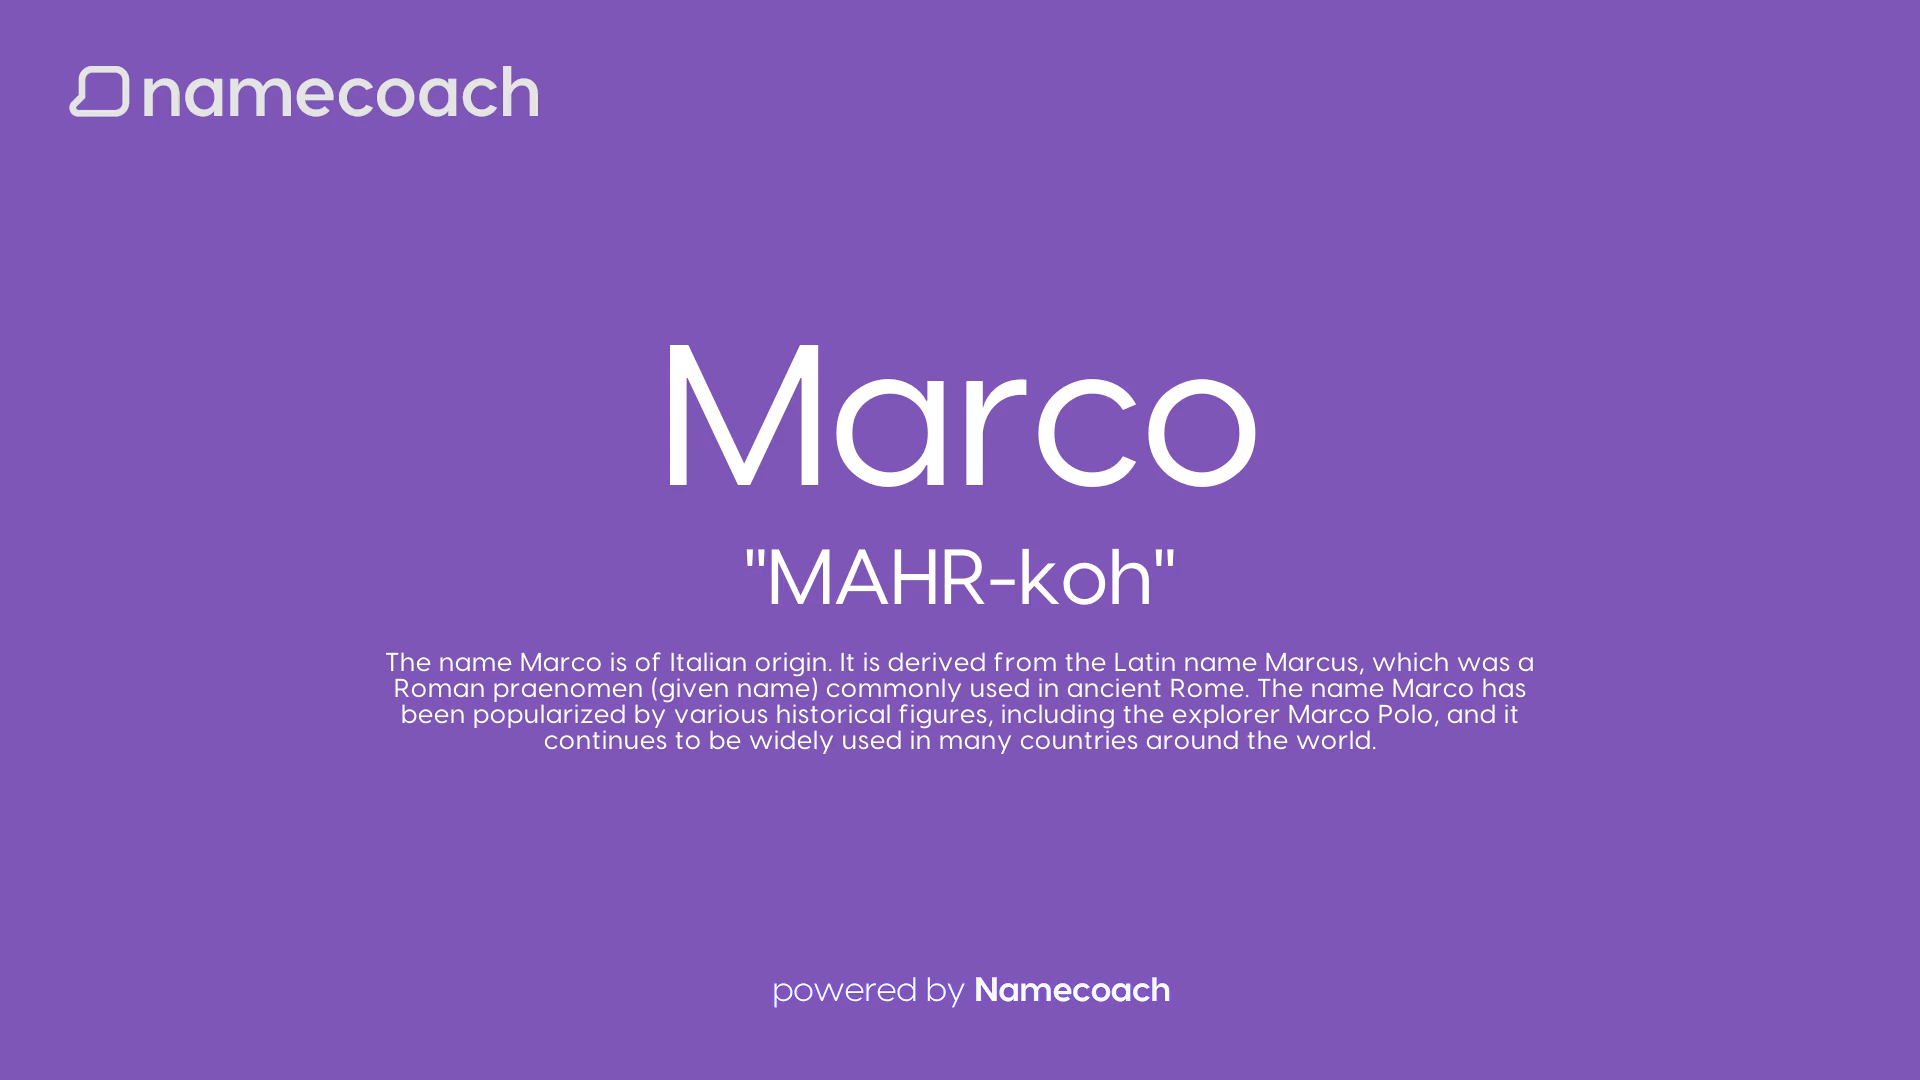 namecoach
Marco
"MAHR-koh"
The name Marco is of Italian origin. It is derived from the Latin name Marcus, which was a
Roman praenomen (given name) commonly used in ancient Rome. The name Marco has
been popularized by various historical figures, including the explorer Marco Polo, and it
continues to be widely used in many countries around the world.
powered by Namecoach